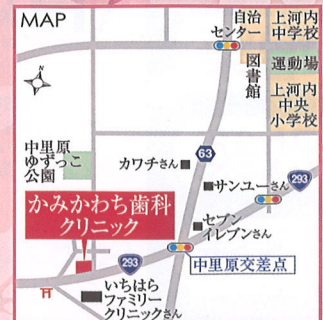 MAP
自治
センター
上河内
中学校
図書館
運動場
上河内
中央
小学校
中里原
ゆずっこ
公園
カワチさん
63
サンユーさん
293
かみかわち歯科
クリニック
セブン
イレブンさん
293
中里原交差点
いちはら
ファミリー
クリニックさん